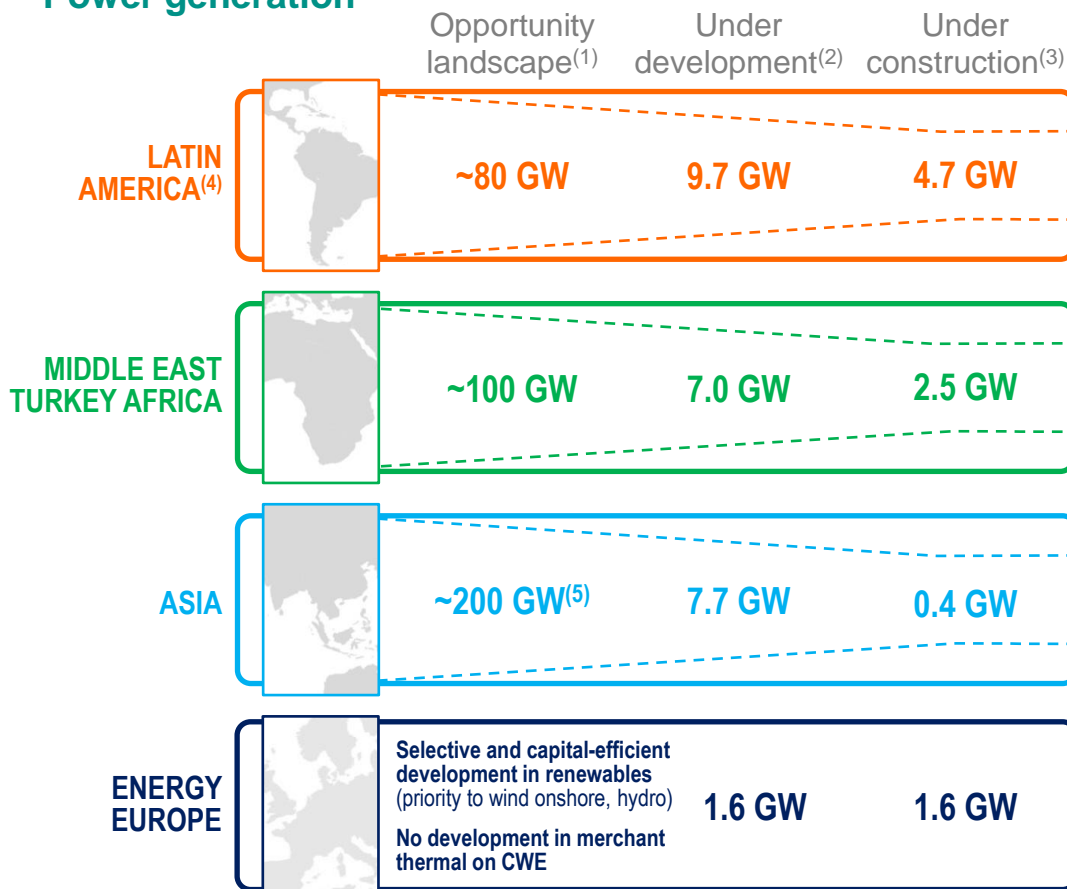 Power generation
Opportunity
landscape(1)
Under
development(2)
Under
construction(3)
LATIN
AMERICA(4)
~80 GW
9.7 GW
4.7 GW
MIDDLE EAST
TURKEY AFRICA
~100 GW
7.0 GW
2.5 GW
ASIA
~200 GW(5)
7.7 GW
0.4 GW
ENERGY
EUROPE
Selective and capital-efficient
development in renewables
(priority to wind onshore, hydro)
No development in merchant
thermal on CWE
1.6 GW
1.6 GW